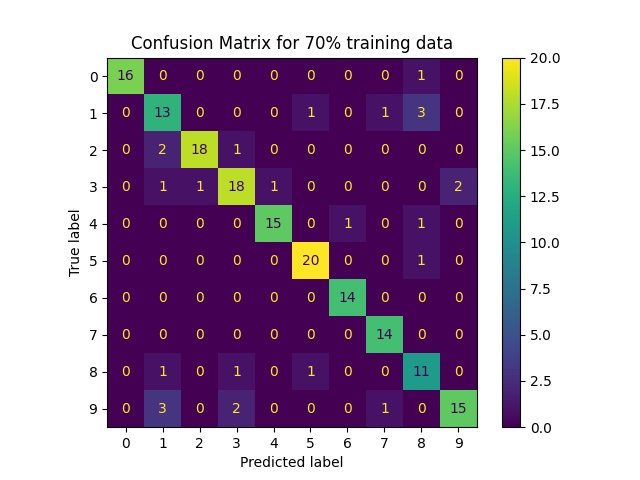 Confusion Matrix for 70% training data
True label
0 16 0 0 0 0 0 0 0 1 0
1 0 13 0 0 0 1 0 1 3 0
2 0 2 18 1 0 0 0 0 0 0
3 0 1 1 18 1 0 0 0 0 2
4 0 0 0 0 15 0 1 0 1 0
5 0 0 0 0 0 20 0 0 1 0
6 0 0 0 0 0 0 14 0 0 0
7 0 0 0 0 0 0 0 14 0 0
8 0 1 0 1 0 1 0 0 11 0
9 0 3 0 2 0 0 0 1 0 15
0 1 2 3 4 5 6 7 8 9
Predicted label
20.0
17.5
15.0
12.5
10.0
7.5
5.0
2.5
0.0